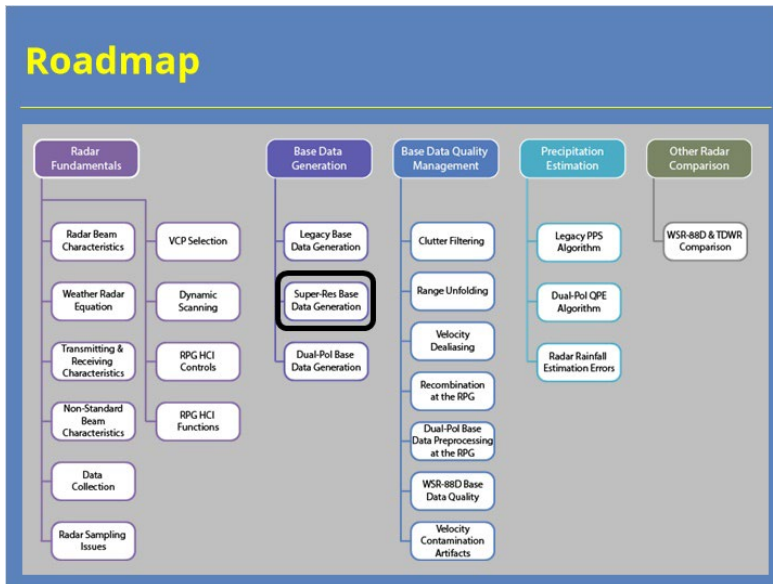 Roadmap
Radar
Fundamentals
Radar Beam
Characteristics
Weather Radar
Equation
Transmitting &
Receiving
Characteristics
Non-Standard
Beam
Characteristics
Data
Collection
Radar Sampling
Issues
VCP Selection
Dynamic
Scanning
RPG HCI
Controls
RPG HCI
Functions
Base Data
Generation
Legacy Base
Data Generation
Super-Res Base
Data Generation
Dual-Pol Base
Data Generation
Base Data Quality
Management
Clutter Filtering
Range Unfolding
Velocity
Dealiasing
Recombination
at the RPG
Dual-Pol Base
Data Preprocessing
at the RPG
WSR-88D Base
Data Quality
Velocity
Contamination
Artifacts
Precipitation
Estimation
Legacy PPS
Algorithm
Dual-Pol QPE
Algorithm
Radar Rainfall
Estimation Errors
Other Radar
Comparison
WSR-88D & TDWR
Comparison